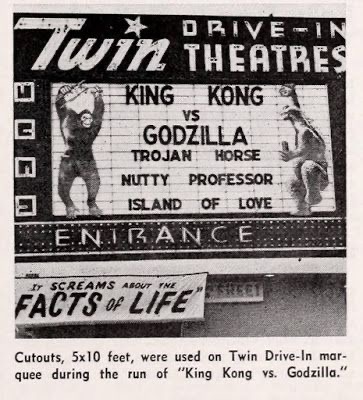 Twin DRIVE-IN
THEATRES
KING KONG
VS
GODZILLA
TROJAN HORSE
NUTTY PROFESSOR
ISLAND OF LOVE
ENTRANCE
IT SCREAMS ABOUT THE
FACTS of LIFE"
STREET
Cutouts, 5x10 feet, were used on Twin Drive-In mar-
quee during the run of "King Kong vs. Godzilla."